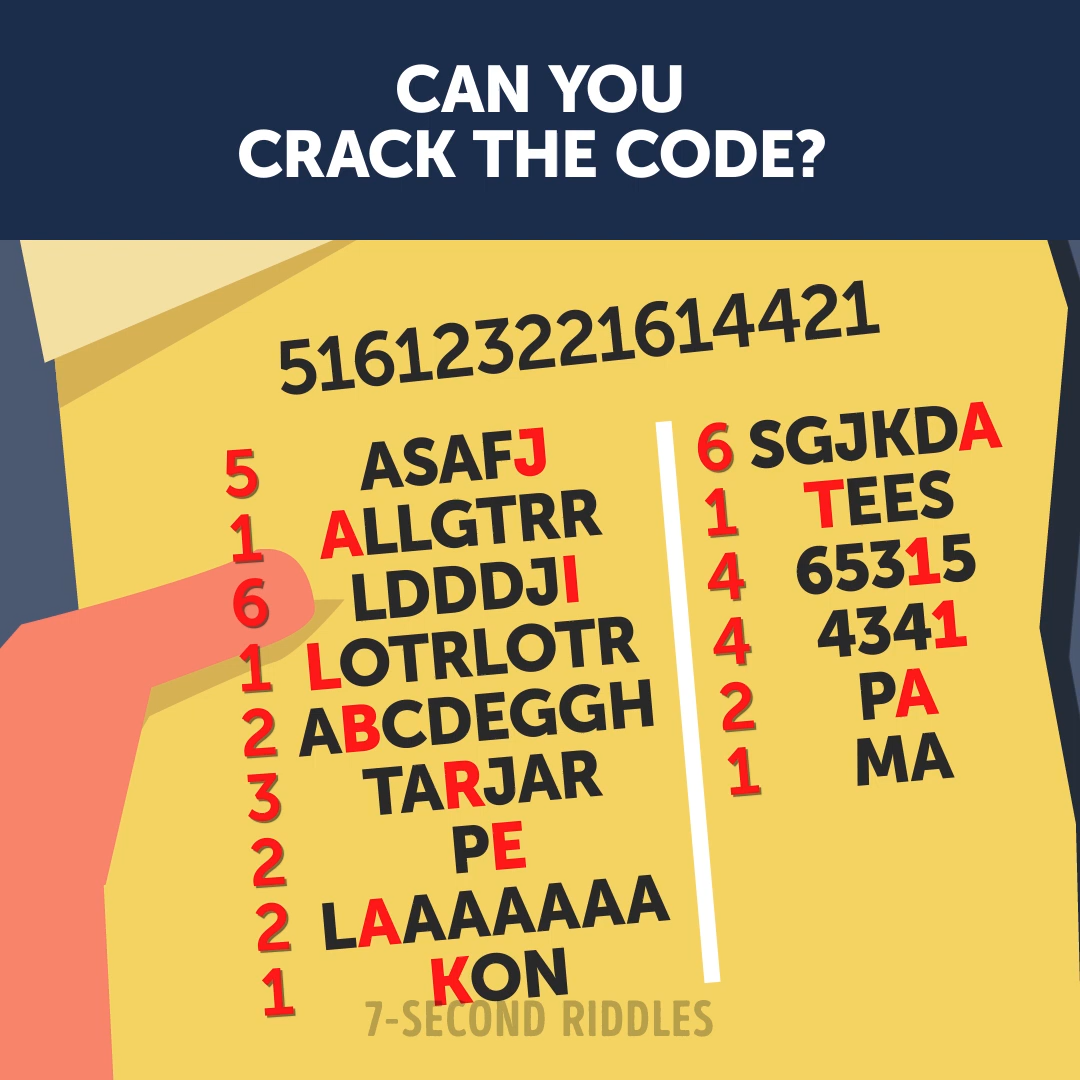 CAN YOU
CRACK THE CODE?
516123221614421
5 ASAFJ
1 ALLGTRR
6 LDDDDJI
1 LOTRLOTR
2 ABCDEGGH
3 TARJAR
2 PE
2 LAAAAAAA
1 KON
6 SGJKDA
1 TEES
4 65315
4 4341
2 PA
1 MA
7-SECOND RIDDLES